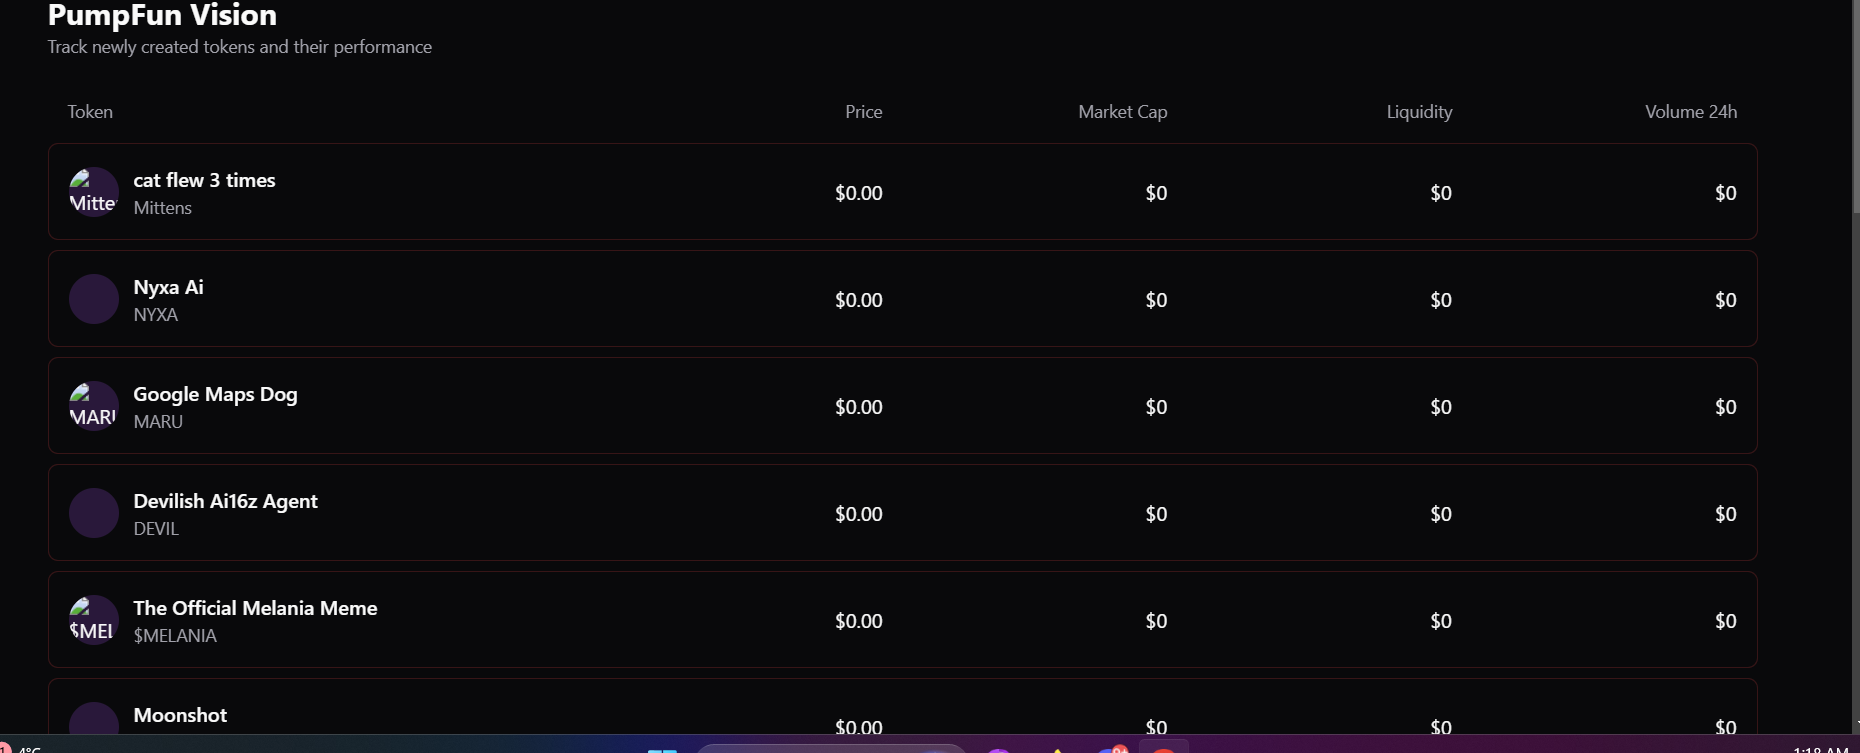 PumpFun Vision
Track newly created tokens and their performance
Token Price Market Cap Liquidity Volume 24h
cat flew 3 times
Mitte
Mittens
$0.00 $0 $0 $0
Nyxa Ai
NYXA
$0.00 $0 $0 $0
Google Maps Dog
MARU
MARU
$0.00 $0 $0 $0
Devilish Ai16z Agent
DEVIL
$0.00 $0 $0 $0
The Official Melania Meme
$MEL
$MELANIA
$0.00 $0 $0 $0
Moonshot
$0.00 $0 $0 $0
4°C
1:18 AM